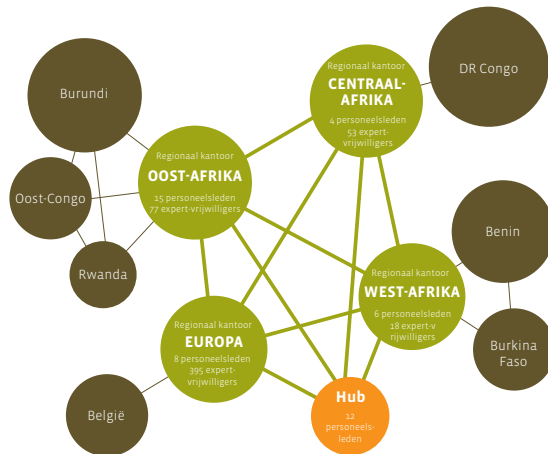 Regionaal kantoor
CENTRAAL-
AFRIKA
4 personeelsleden
53 expert-
vrijwilligers
DR Congo
Burundi
Regionaal kantoor
OOST-AFRIKA
15 personeelsleden
77 expert-vrijwilligers
Oost-Congo
Rwanda
Benin
Regionaal kantoor
WEST-AFRIKA
6 personeelsleden
18 expert-v
rijwilligers
Burkina
Faso
Regionaal kantoor
EUROPA
8 personeelsleden
395 expert-
vrijwilligers
België
Hub
12
personeels-
leden